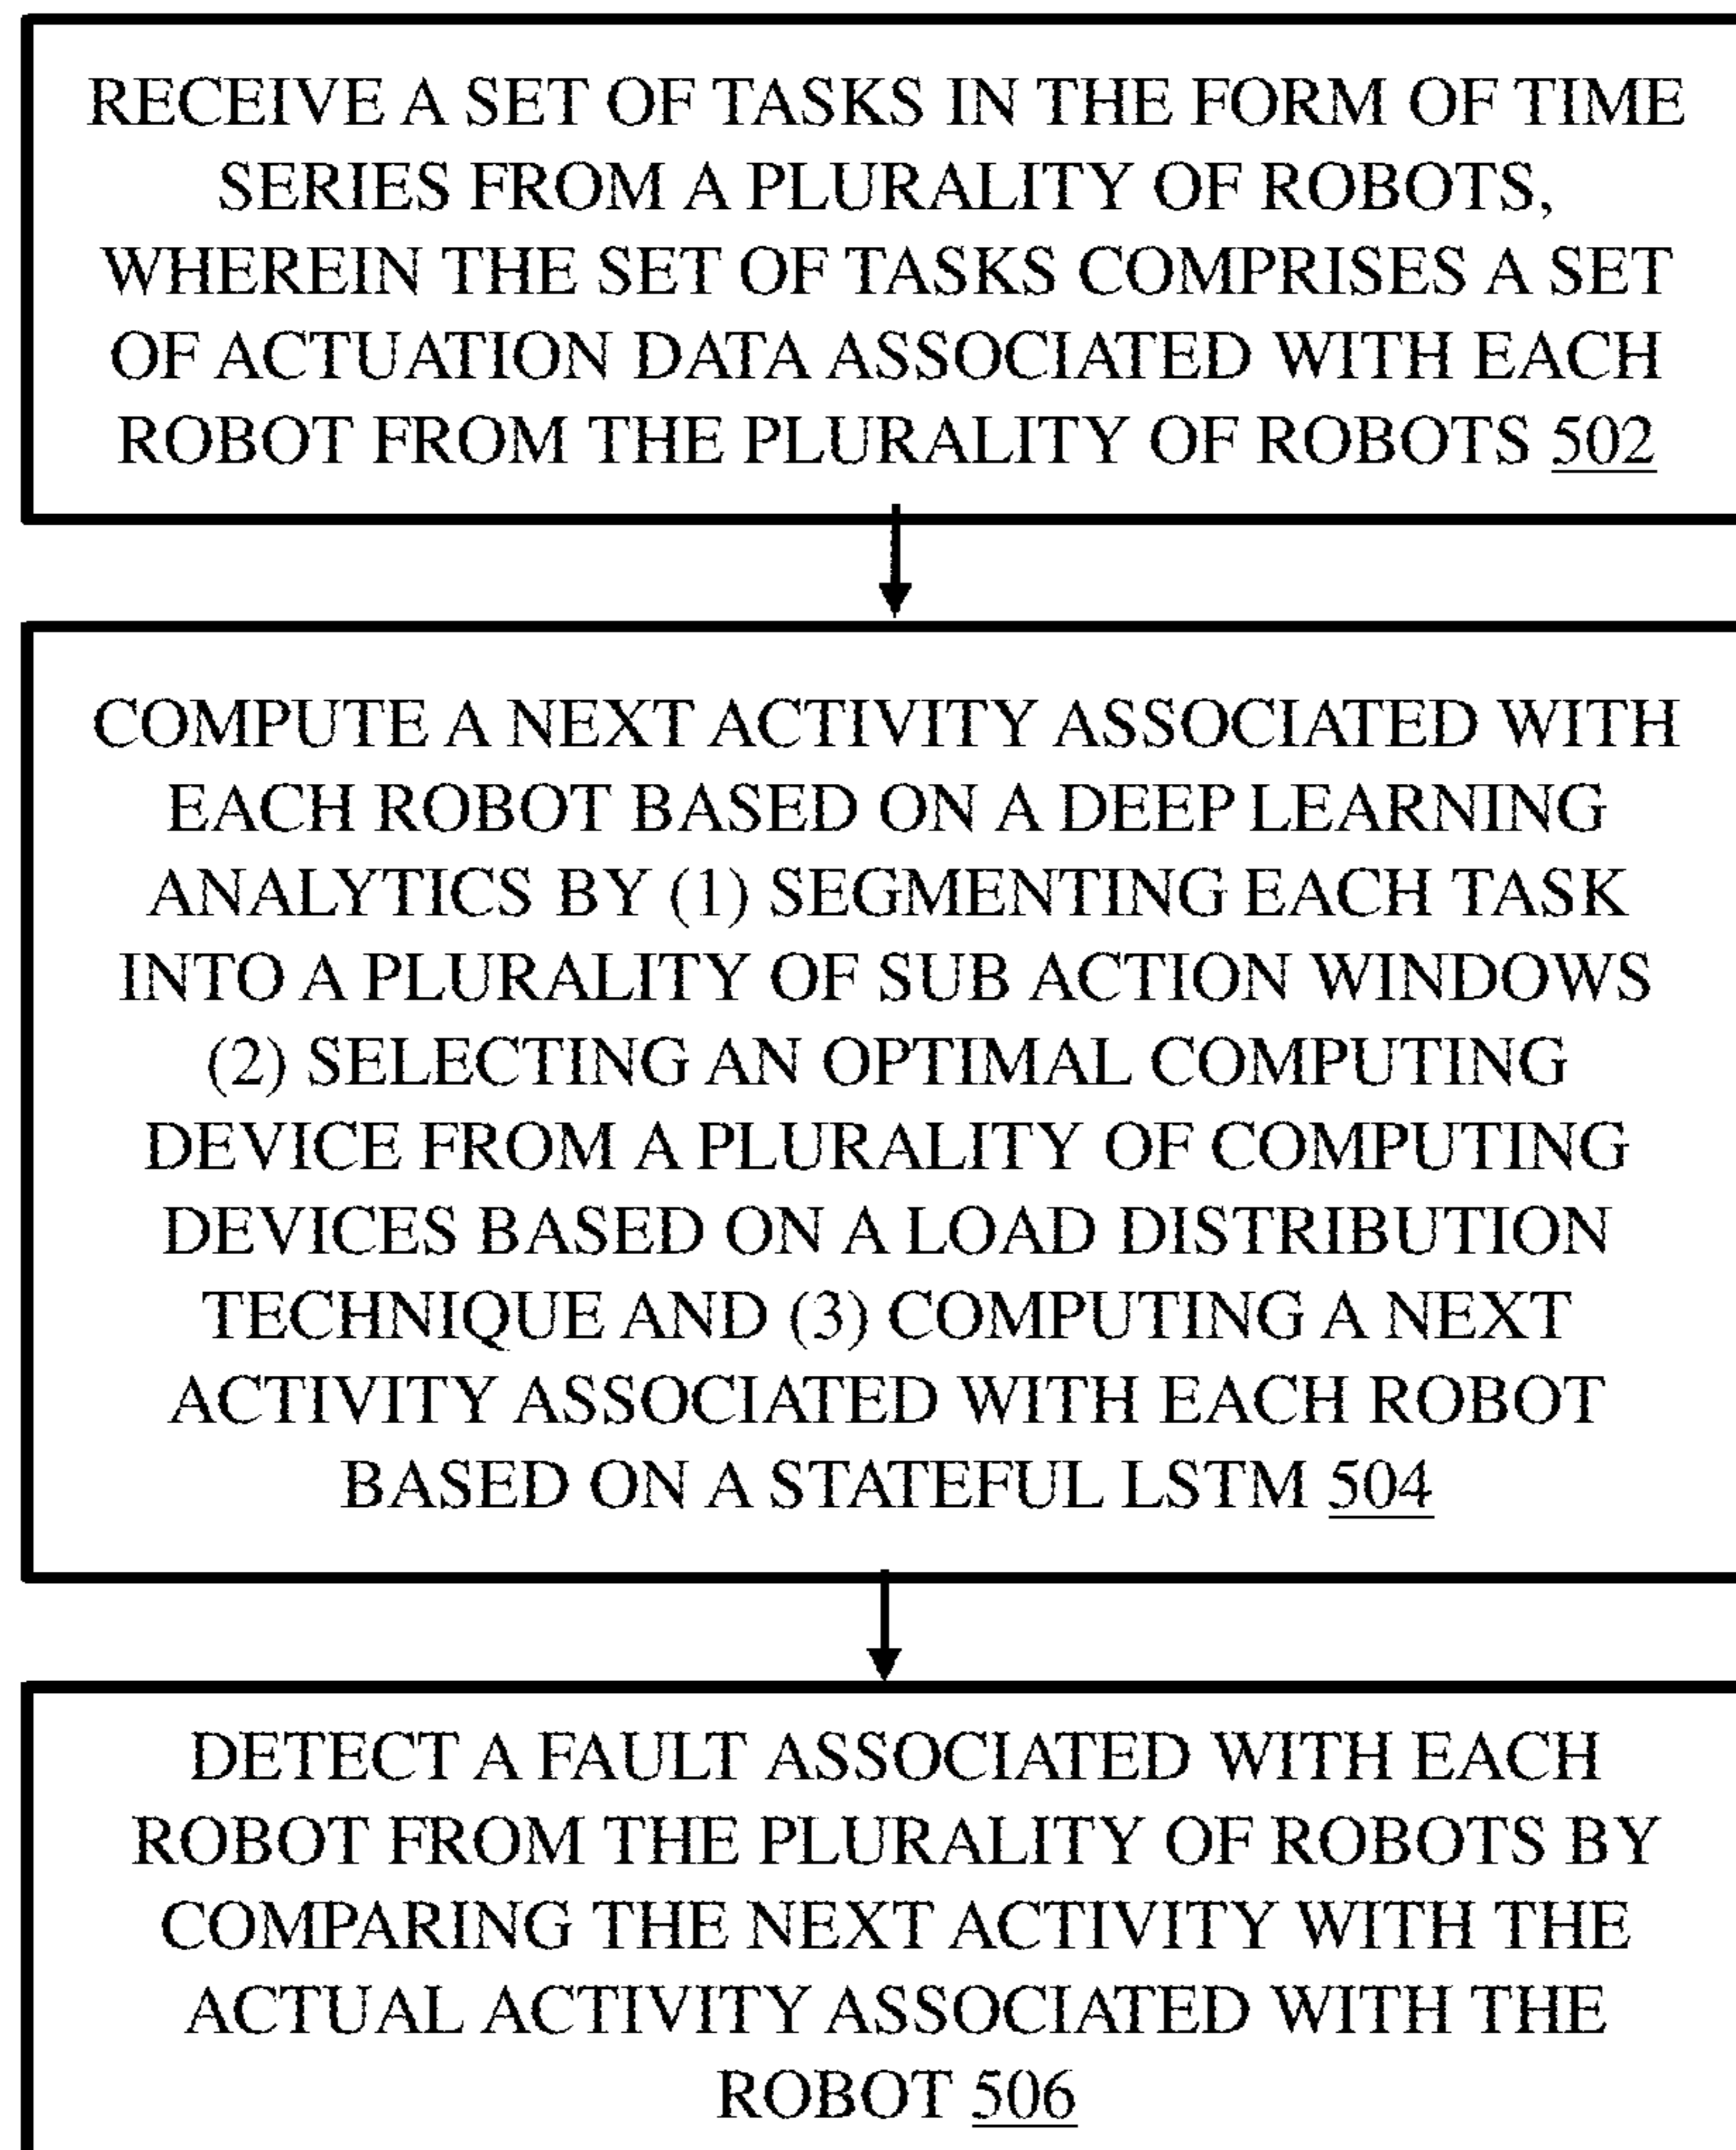 RECEIVE A SET OF TASKS IN THE FORM OF TIME
SERIES FROM A PLURALITY OF ROBOTS,
WHEREIN THE SET OF TASKS COMPRISES A SET
OF ACTUATION DATA ASSOCIATED WITH EACH
ROBOT FROM THE PLURALITY OF ROBOTS 502
COMPUTE A NEXT ACTIVITY ASSOCIATED WITH
EACH ROBOT BASED ON A DEEP LEARNING
ANALYTICS BY (1) SEGMENTING EACH TASK
INTO A PLURALITY OF SUB ACTION WINDOWS
(2) SELECTING AN OPTIMAL COMPUTING
DEVICE FROM A PLURALITY OF COMPUTING
DEVICES BASED ON A LOAD DISTRIBUTION
TECHNIQUE AND (3) COMPUTING A NEXT
ACTIVITY ASSOCIATED WITH EACH ROBOT
BASED ON A STATEFUL LSTM 504
DETECT A FAULT ASSOCIATED WITH EACH
ROBOT FROM THE PLURALITY OF ROBOTS BY
COMPARING THE NEXT ACTIVITY WITH THE
ACTUAL ACTIVITY ASSOCIATED WITH THE
ROBOT 506